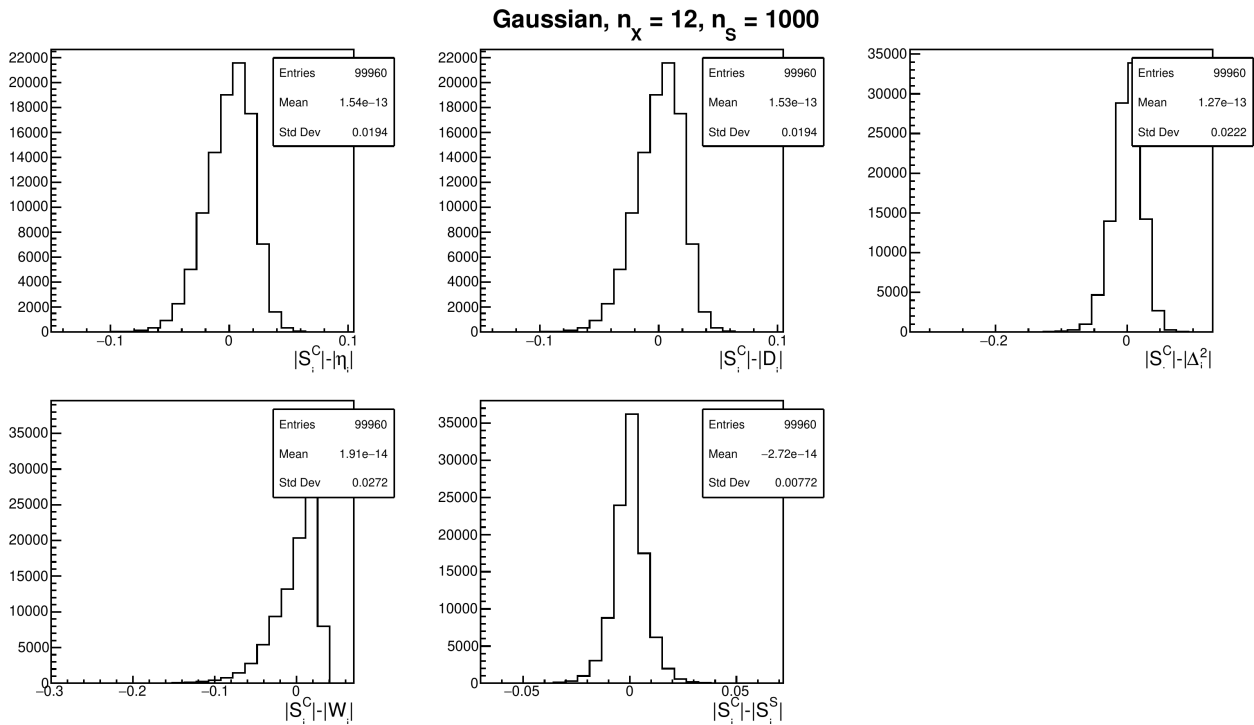 Gaussian, n_X = 12, n_S = 1000
22000
20000
18000
16000
14000
12000
10000
8000
6000
4000
2000
0
Entries 99960
Mean 1.54e−13
Std Dev 0.0194
−0.1 0 0.1
|S_i^C|-|η_i|
22000
20000
18000
16000
14000
12000
10000
8000
6000
4000
2000
0
Entries 99960
Mean 1.53e−13
Std Dev 0.0194
−0.1 0 0.1
|S_i^C|-|D_i|
35000
30000
25000
20000
15000
10000
5000
0
Entries 99960
Mean 1.27e−13
Std Dev 0.0222
−0.2 0
|S_i^C|-|Δ_i^2|
35000
30000
25000
20000
15000
10000
5000
0
Entries 99960
Mean 1.91e−14
Std Dev 0.0272
−0.3 −0.2 −0.1 0
|S_i^C|-|W_i|
35000
30000
25000
20000
15000
10000
5000
0
Entries 99960
Mean −2.72e−14
Std Dev 0.00772
−0.05 0 0.05
|S_i^C|-|S_i^S|